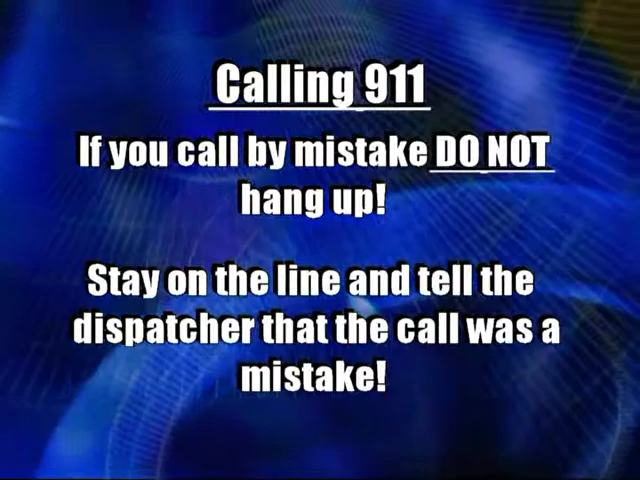 Calling 911
If you call by mistake DO NOT
hang up!
Stay on the line and tell the
dispatcher that the call was a
mistake!